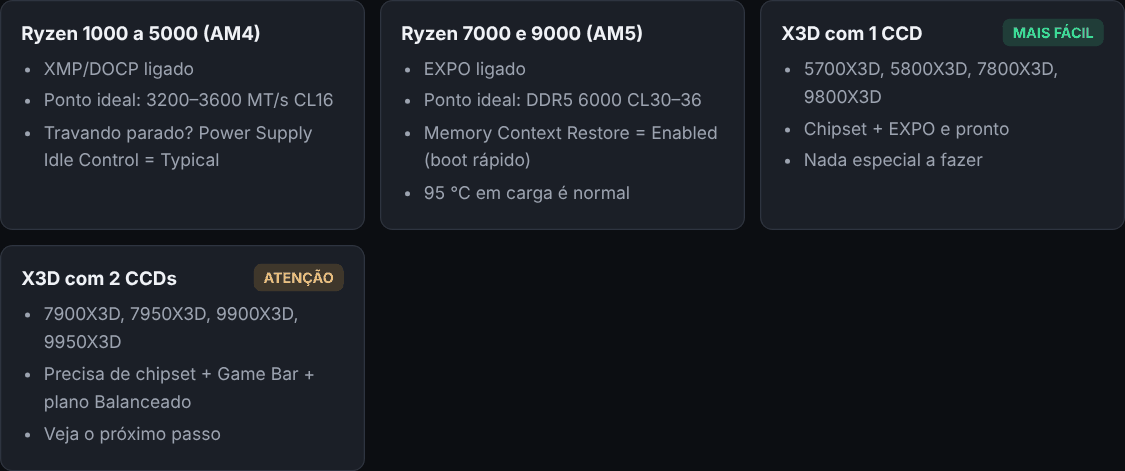 Ryzen 1000 a 5000 (AM4)
• XMP/DOCP ligado
• Ponto ideal: 3200–3600 MT/s CL16
• Travando parado? Power Supply
Idle Control = Typical
Ryzen 7000 e 9000 (AM5)
• EXPO ligado
• Ponto ideal: DDR5 6000 CL30–36
• Memory Context Restore = Enabled
(boot rápido)
• 95 °C em carga é normal
X3D com 1 CCD
MAIS FÁCIL
• 5700X3D, 5800X3D, 7800X3D,
9800X3D
• Chipset + EXPO e pronto
• Nada especial a fazer
X3D com 2 CCDs
ATENÇÃO
• 7900X3D, 7950X3D, 9900X3D,
9950X3D
• Precisa de chipset + Game Bar +
plano Balanceado
• Veja o próximo passo